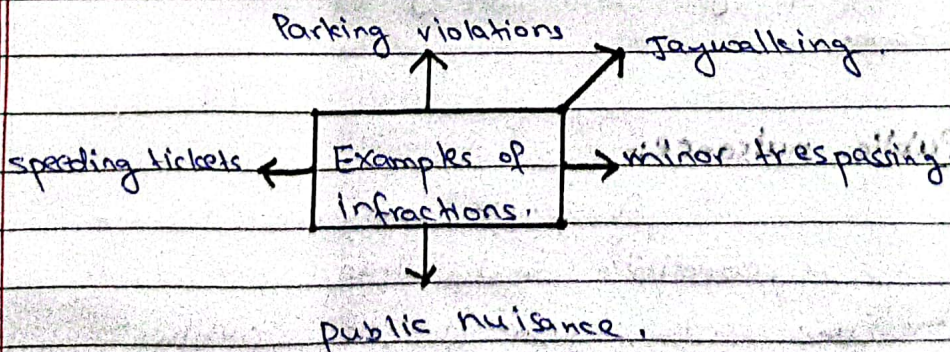 Parking violations
Jaywalking.
speeding tickets
Examples of
infractions.
minor trespassing
public nuisance.